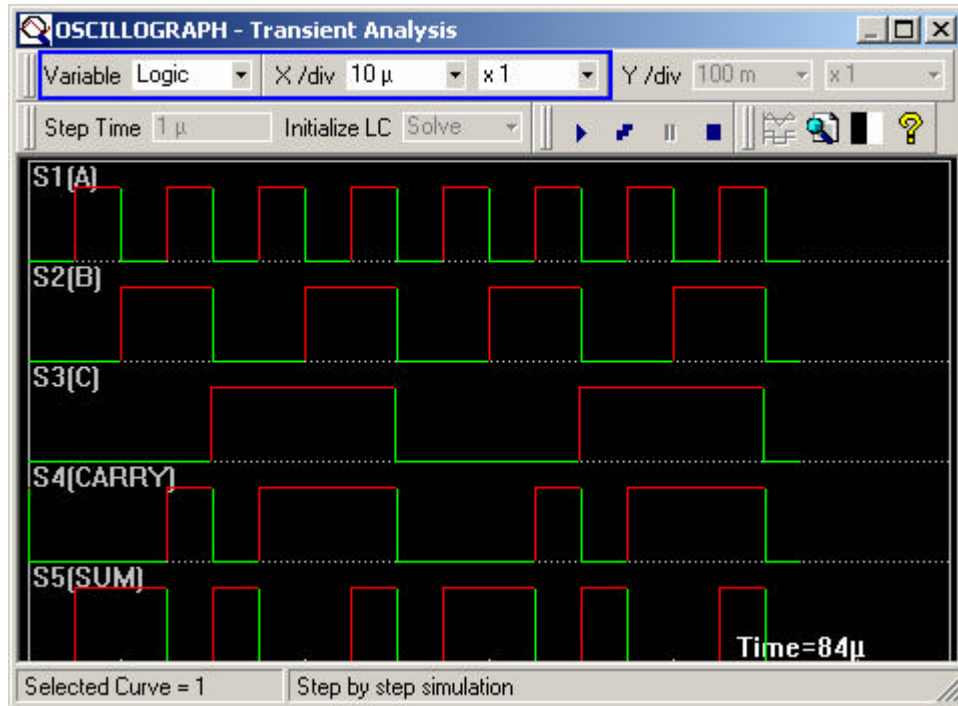 OSCILLOGRAPH - Transient Analysis
Variable Logic X /div 10 µ x 1 Y /div 100 m x 1
Step Time 1 µ Initialize LC Solve
S1(A)
S2(B)
S3(C)
S4(CARRY)
S5(SUM)
Time=84µ
Selected Curve = 1 Step by step simulation